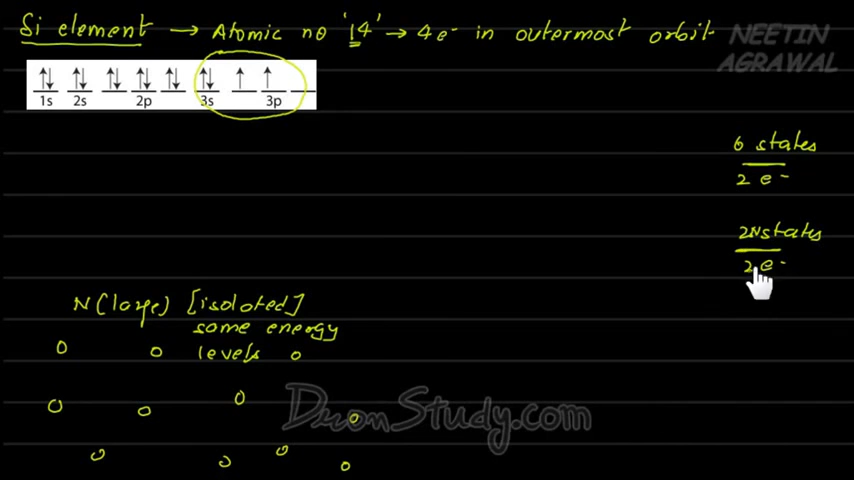 Si element → Atomic no '14' → 4e⁻ in outermost orbit
NEETIN
AGRAWAL
1s 2s 2p 3s 3p
6 states
2 e⁻
2N states
2 e⁻
N (large) [isolated]
same energy
levels
DronStudy.com